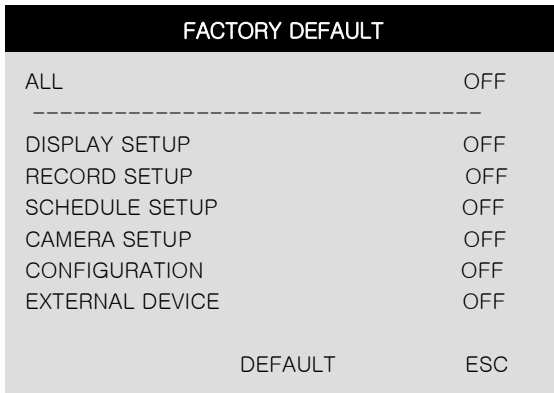 FACTORY DEFAULT
ALL OFF
---------------------------------
DISPLAY SETUP OFF
RECORD SETUP OFF
SCHEDULE SETUP OFF
CAMERA SETUP OFF
CONFIGURATION OFF
EXTERNAL DEVICE OFF
DEFAULT ESC